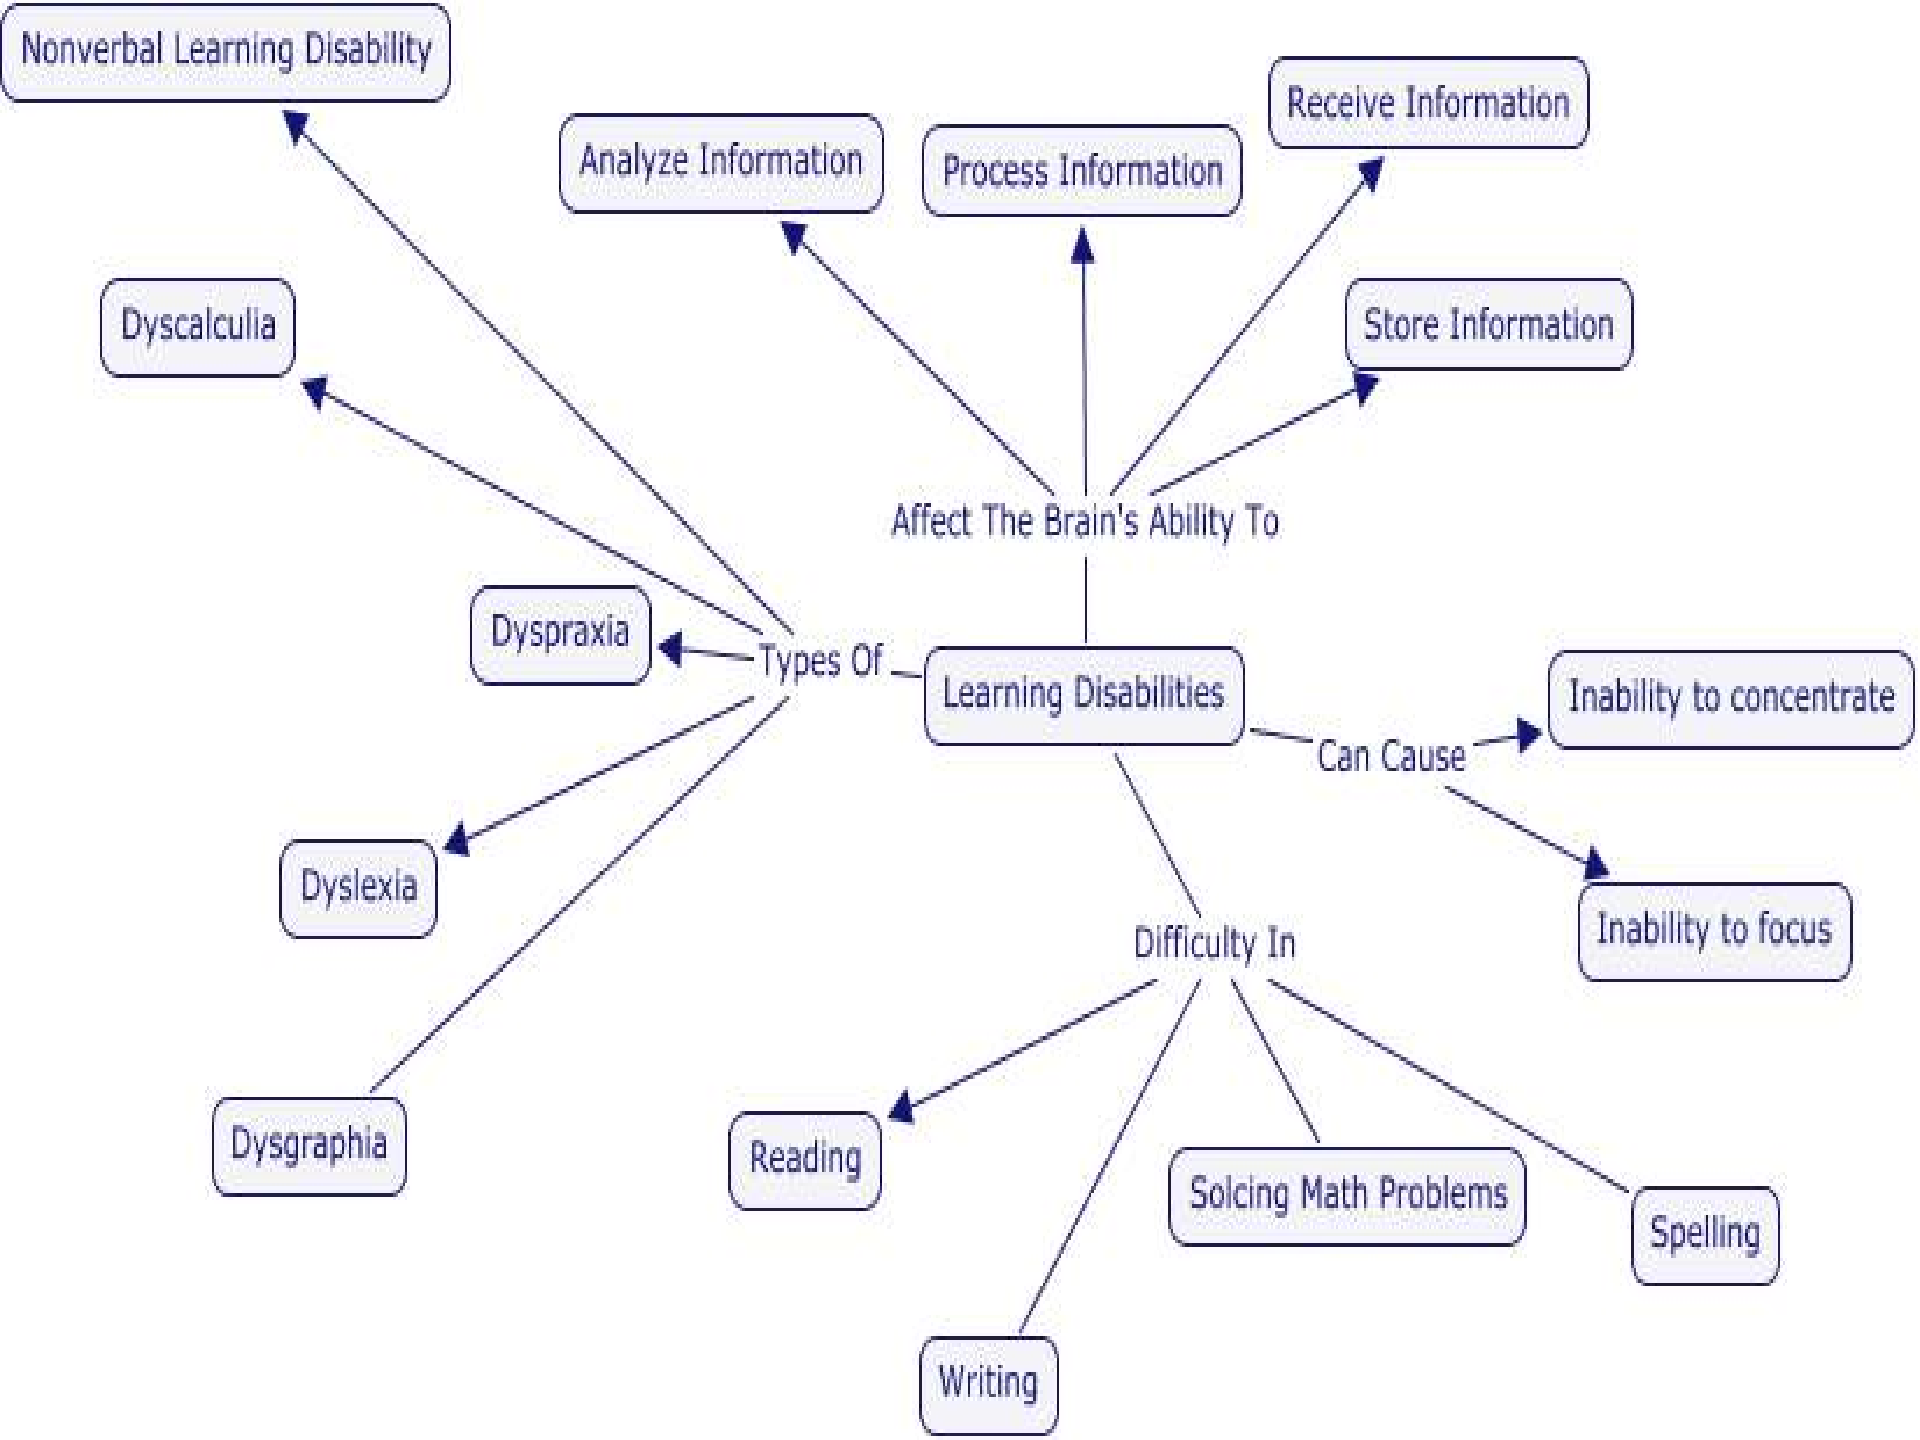 Nonverbal Learning Disability
Receive Information
Analyze Information
Process Information
Dyscalculia
Store Information
Affect The Brain's Ability To
Dyspraxia
Types Of
Learning Disabilities
Inability to concentrate
Can Cause
Dyslexia
Inability to focus
Difficulty In
Dysgraphia
Reading
Solcing Math Problems
Spelling
Writing